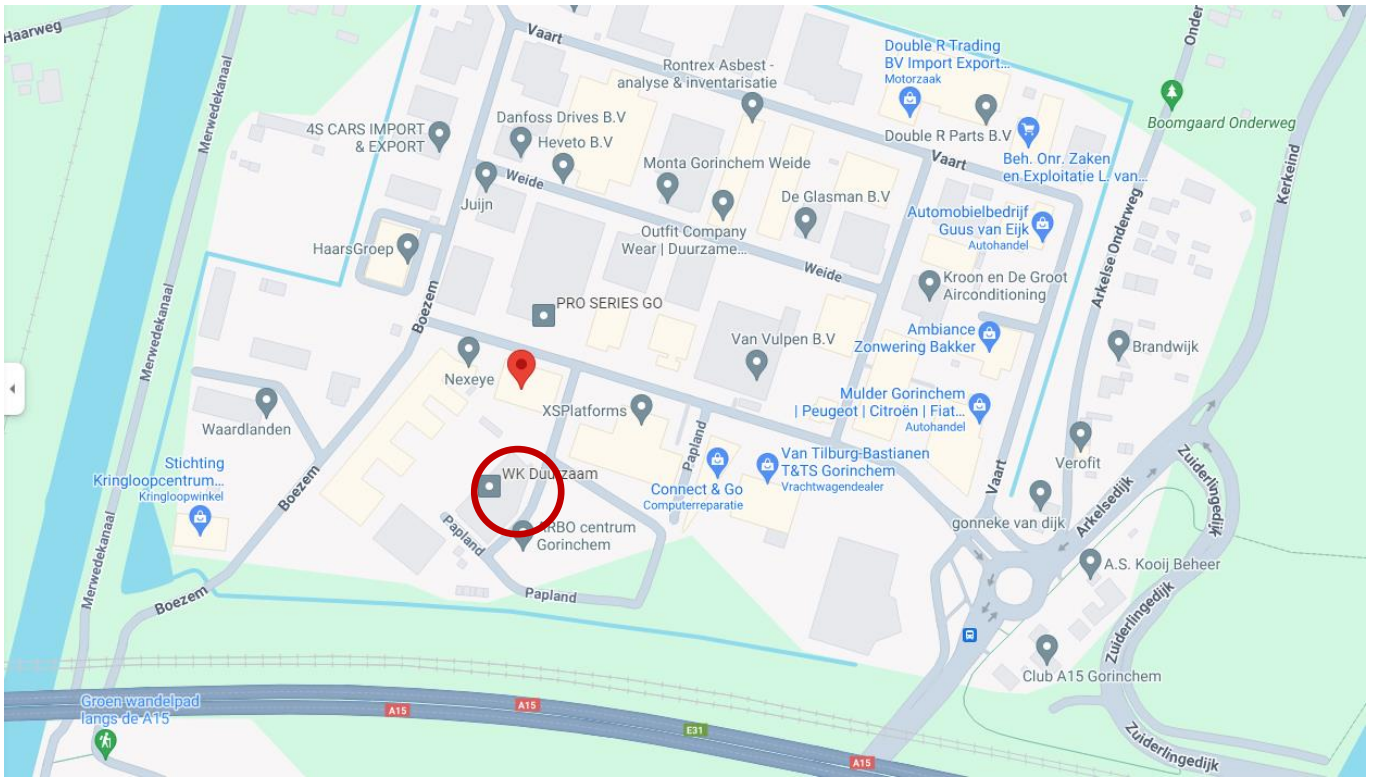 Haarweg
Merwedekanaal
Vaart
Rontrex Asbest -
analyse & inventarisatie
Double R Trading
BV Import Export...
Motorzaak
Onder
Boomgaard Onderweg
4S CARS IMPORT
& EXPORT
Danfoss Drives B.V
Heveto B.V
Double R Parts B.V
Vaart
Beh. Onr. Zaken
en Exploitatie L. van...
Kerkeind
Weide
Monta Gorinchem Weide
Juijn
De Glasman B.V
Automobielbedrijf
Guus van Eijk
Autohandel
Arkelse Onderweg
HaarsGroep
Outfit Company
Wear | Duurzame...
Weide
Kroon en De Groot
Airconditioning
Merwedekanaal
Boezem
PRO SERIES GO
Van Vulpen B.V
Ambiance
Zonwering Bakker
Brandwijk
Nexeye
Mulder Gorinchem
| Peugeot | Citroën | Fiat...
Autohandel
XSPlatforms
Waardlanden
Papland
Van Tilburg-Bastianen
T&TS Gorinchem
Vrachtwagendealer
Verofit
Zuiderlingedijk
Stichting
Kringloopcentrum...
Kringloopwinkel
Boezem
WK Duurzaam
Connect & Go
Computerreparatie
Vaart
Arkelsedijk
gonneke van dijk
Papland
ARBO centrum
Gorinchem
A.S. Kooij Beheer
Merwedekanaal
Boezem
Papland
Zuiderlingedijk
Club A15 Gorinchem
Groen wandelpad
langs de A15
A15
A15
E31
A15
Zuiderlingedijk